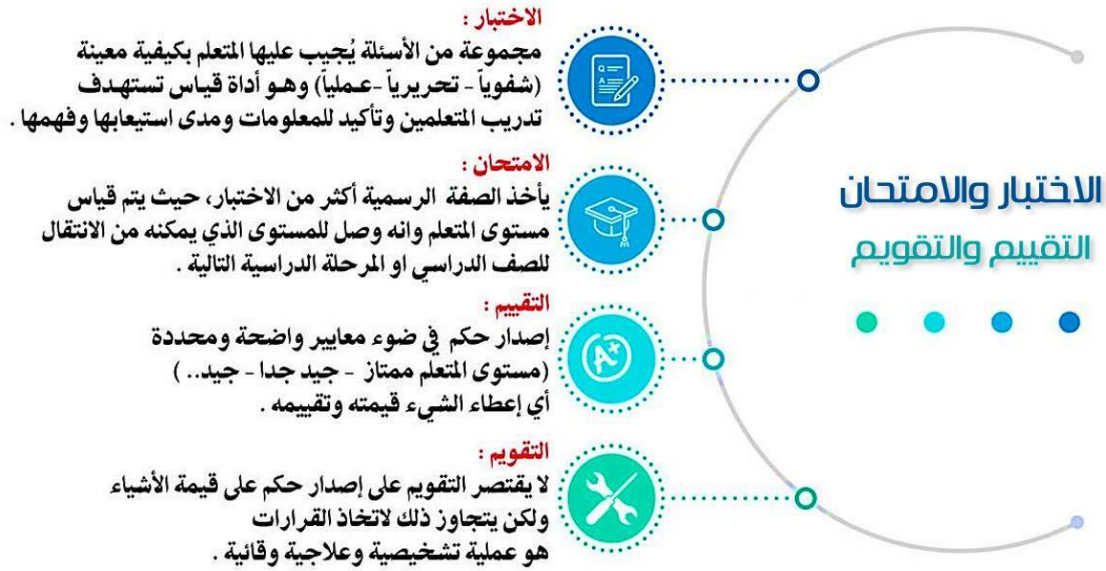 الاختبار والامتحان
التقييم والتقويم
الاختبار :
مجموعة من الأسئلة يُجيب عليها المتعلم بكيفية معينة
(شفوياً - تحريرياً -عملياً) وهو أداة قياس تستهدف
تدريب المتعلمين وتأكيد للمعلومات ومدى استيعابها وفهمها .
الامتحان :
يأخذ الصفة الرسمية أكثر من الاختبار، حيث يتم قياس
مستوى المتعلم وانه وصل للمستوى الذي يمكنه من الانتقال
للصف الدراسي او المرحلة الدراسية التالية .
التقييم :
إصدار حكم في ضوء معايير واضحة ومحددة
(مستوى المتعلم ممتاز - جيد جدا - جيد.. )
أي إعطاء الشيء قيمته وتقييمه .
A+
التقويم :
لا يقتصر التقويم على إصدار حكم على قيمة الأشياء
ولكن يتجاوز ذلك لاتخاذ القرارات
هو عملية تشخيصية وعلاجية وقائية .